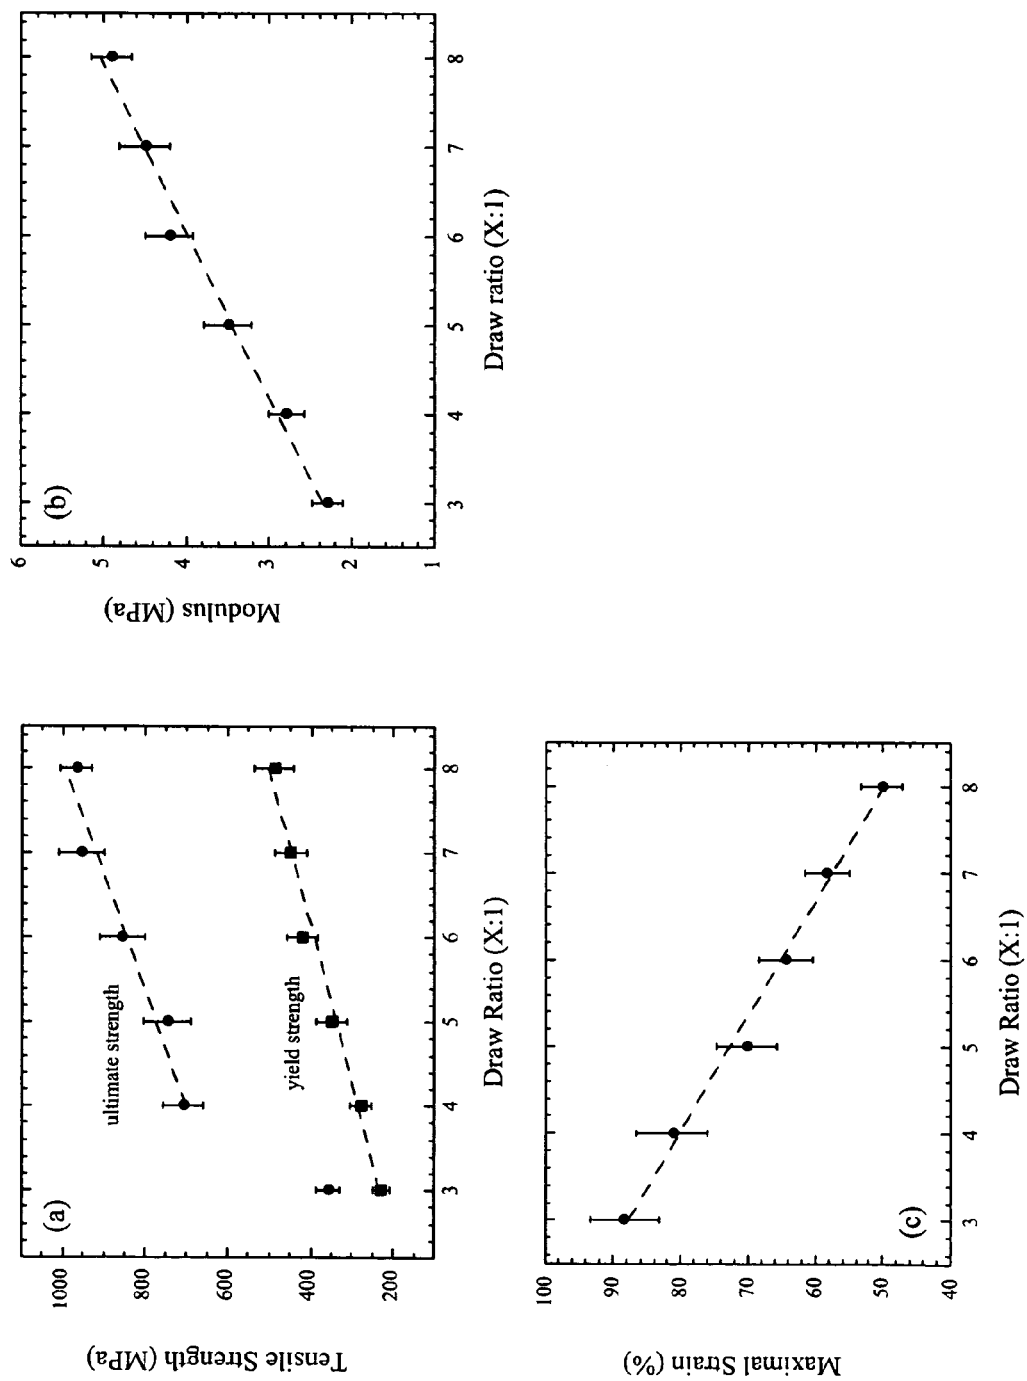 (a)
Tensile Strength (MPa)
1000
800
600
400
200
ultimate strength
yield strength
3 4 5 6 7 8
Draw Ratio (X:1)
(b)
Modulus (MPa)
6
5
4
3
2
1
3 4 5 6 7 8
Draw ratio (X:1)
(c)
Maximal Strain (%)
100
90
80
70
60
50
40
3 4 5 6 7 8
Draw Ratio (X:1)